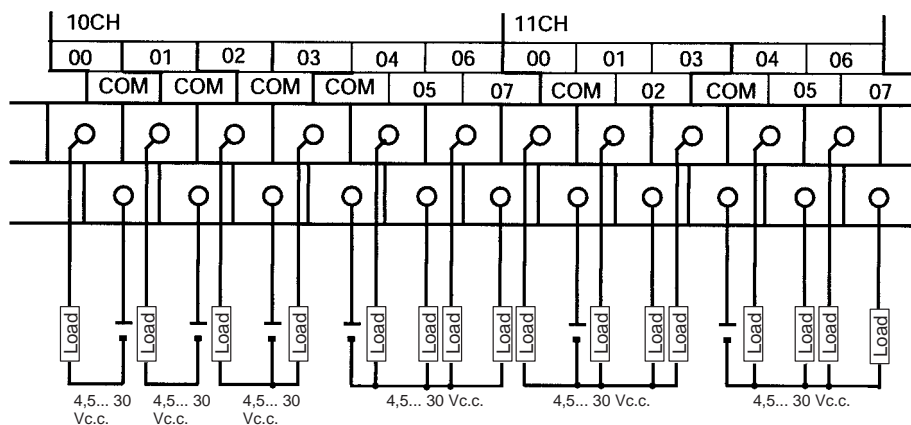 10CH 11CH
00 01 02 03 04 06 00 01 03 04 06
COM COM COM COM 05 07 COM 02 COM 05 07
Load Load Load Load Load Load Load Load Load Load Load Load Load Load Load Load
4,5... 30 4,5... 30 4,5... 30 4,5... 30 Vc.c. 4,5... 30 Vc.c. 4,5... 30 Vc.c.
Vc.c. Vc.c. Vc.c.